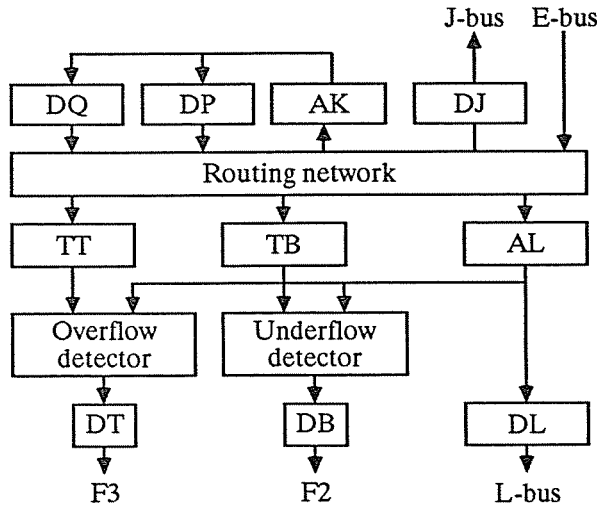 J-bus E-bus
DQ DP AK DJ
Routing network
TT TB AL
Overflow Underflow
detector detector
DT DB DL
F3 F2 L-bus